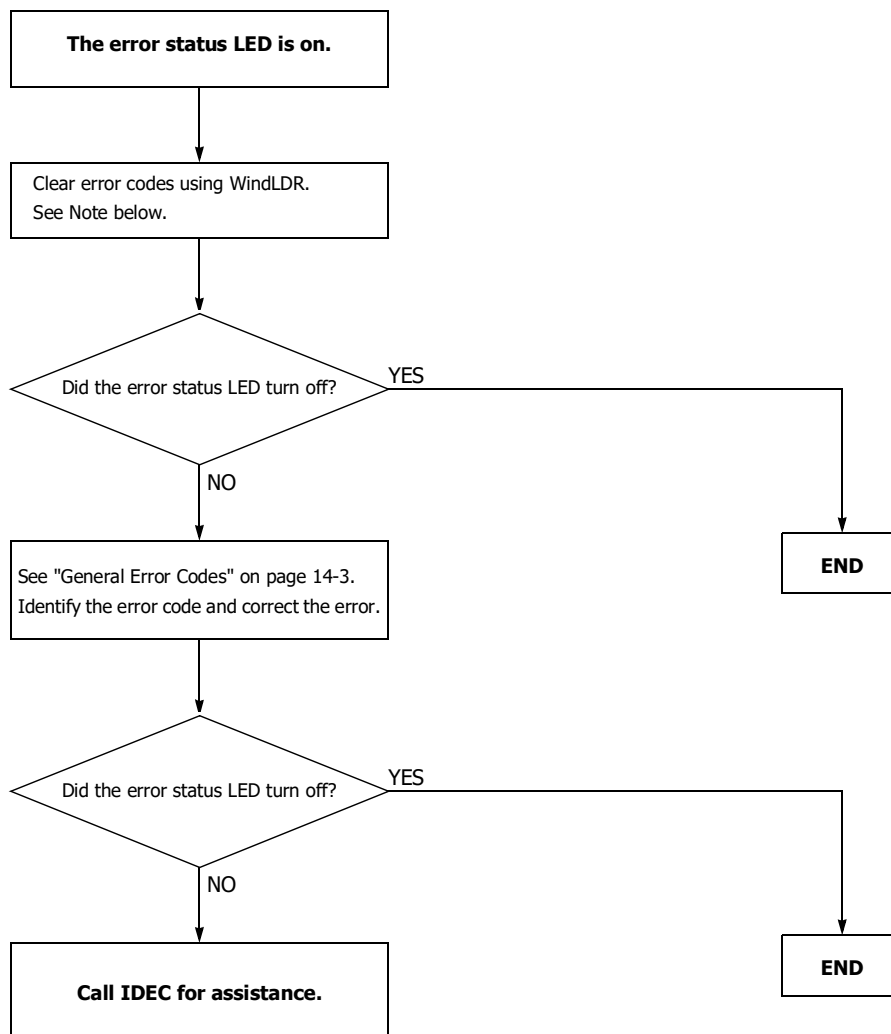 The error status LED is on.
Clear error codes using WindLDR.
See Note below.
Did the error status LED turn off?
YES
NO
END
See "General Error Codes" on page 14-3.
Identify the error code and correct the error.
Did the error status LED turn off?
YES
NO
END
Call IDEC for assistance.